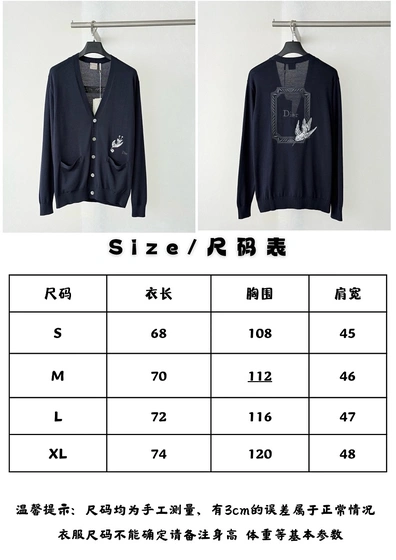 Dior
Size/尺码表
尺码 衣长 胸围 肩宽
S 68 108 45
M 70 112 46
L 72 116 47
XL 74 120 48
温馨提示：尺码均为手工测量、有3cm的误差属于正常情况
衣服尺码不能确定请备注身高 体重等基本参数